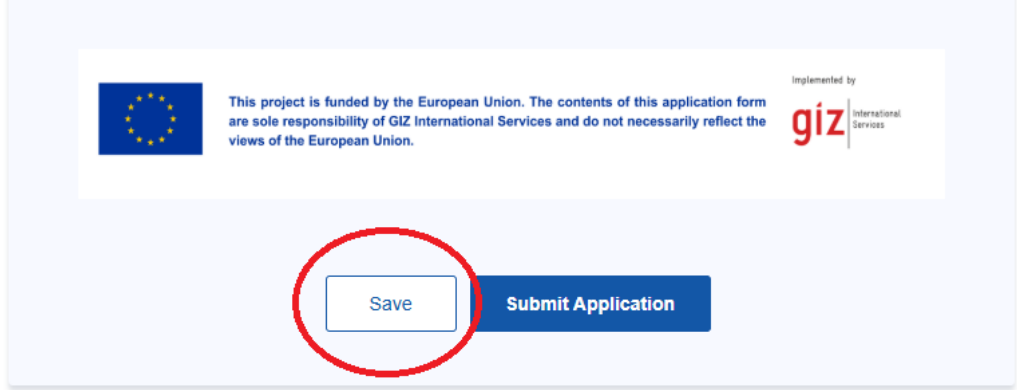 Implemented by
This project is funded by the European Union. The contents of this application form
are sole responsibility of GIZ International Services and do not necessarily reflect the
views of the European Union.
giz International
Services
Save
Submit Application